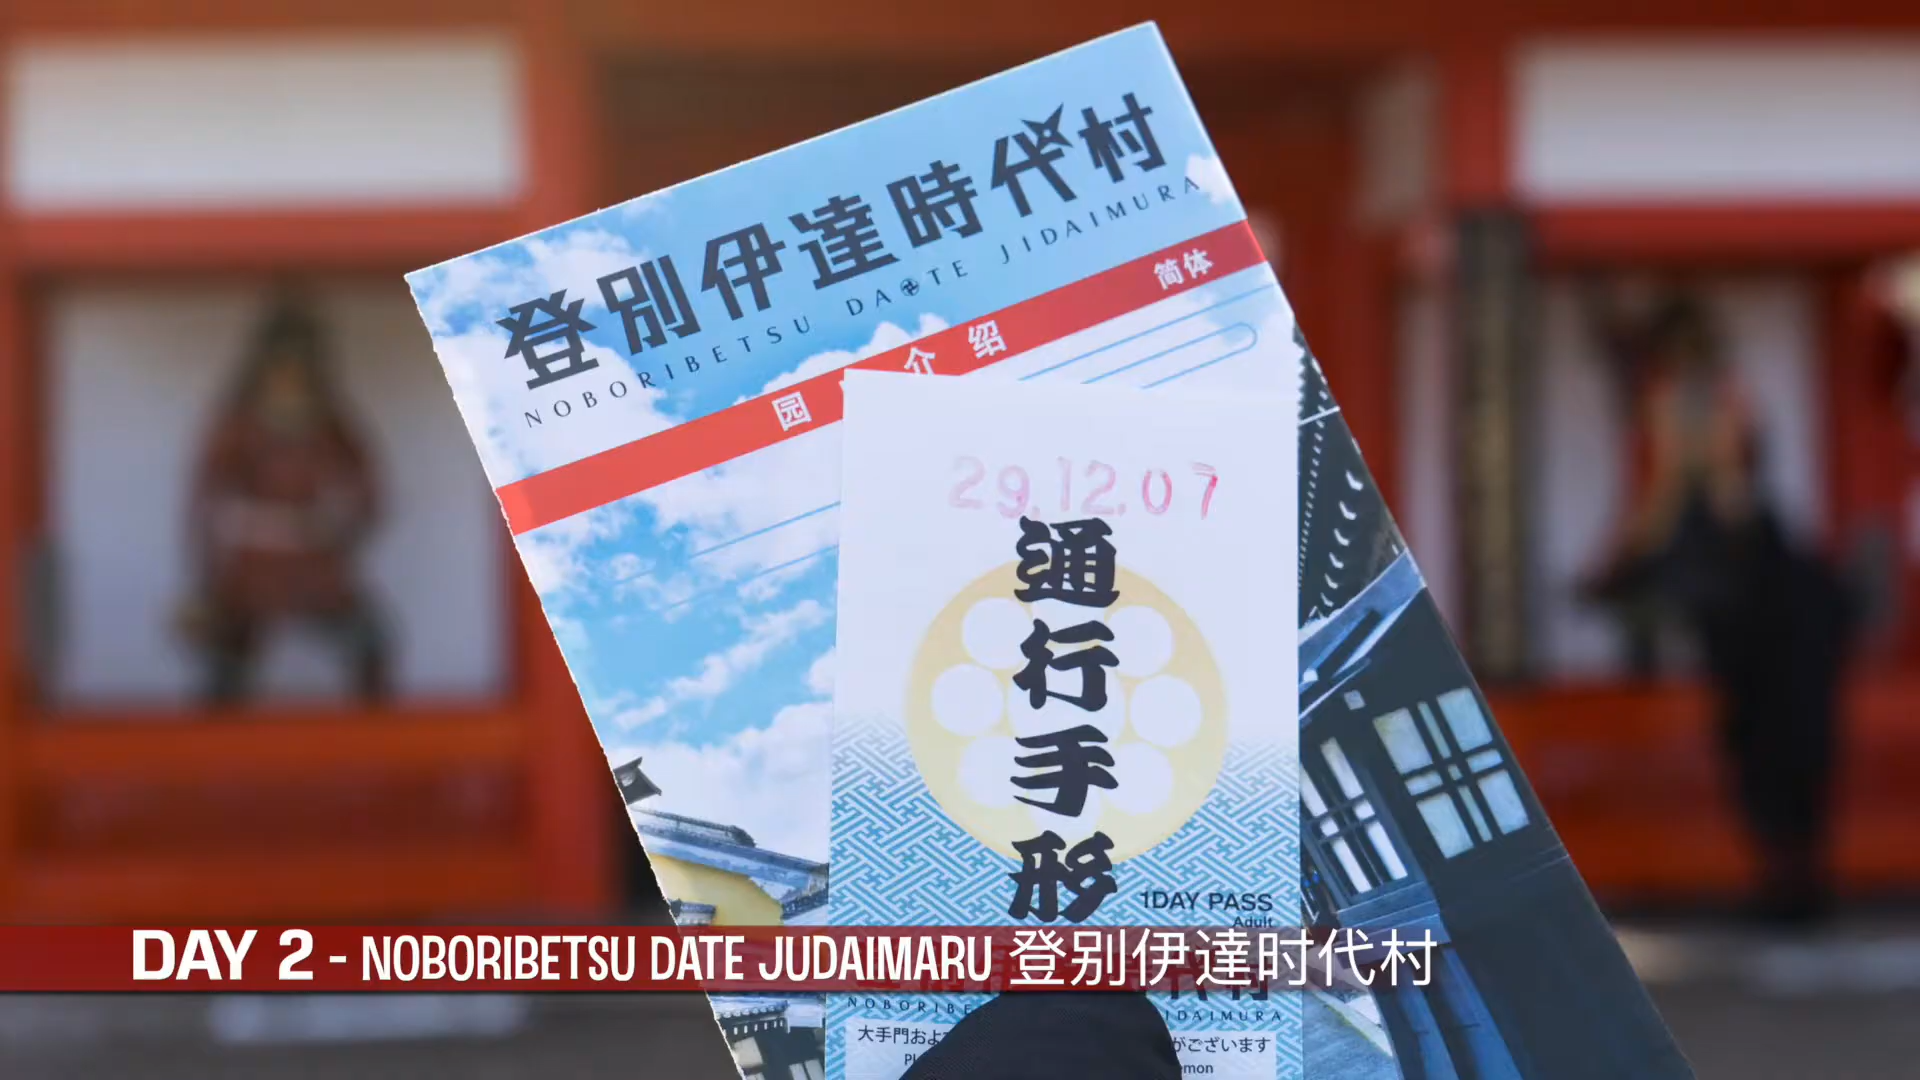 登別伊達時代村
NOBORIBETSU DATE JIDAIMURA
简体
园 介绍
29.12.07
通行手形
1DAY PASS
Adult
DAY 2 - NOBORIBETSU DATE JUDAIMARU 登别伊達时代村
大手門およ
がございます